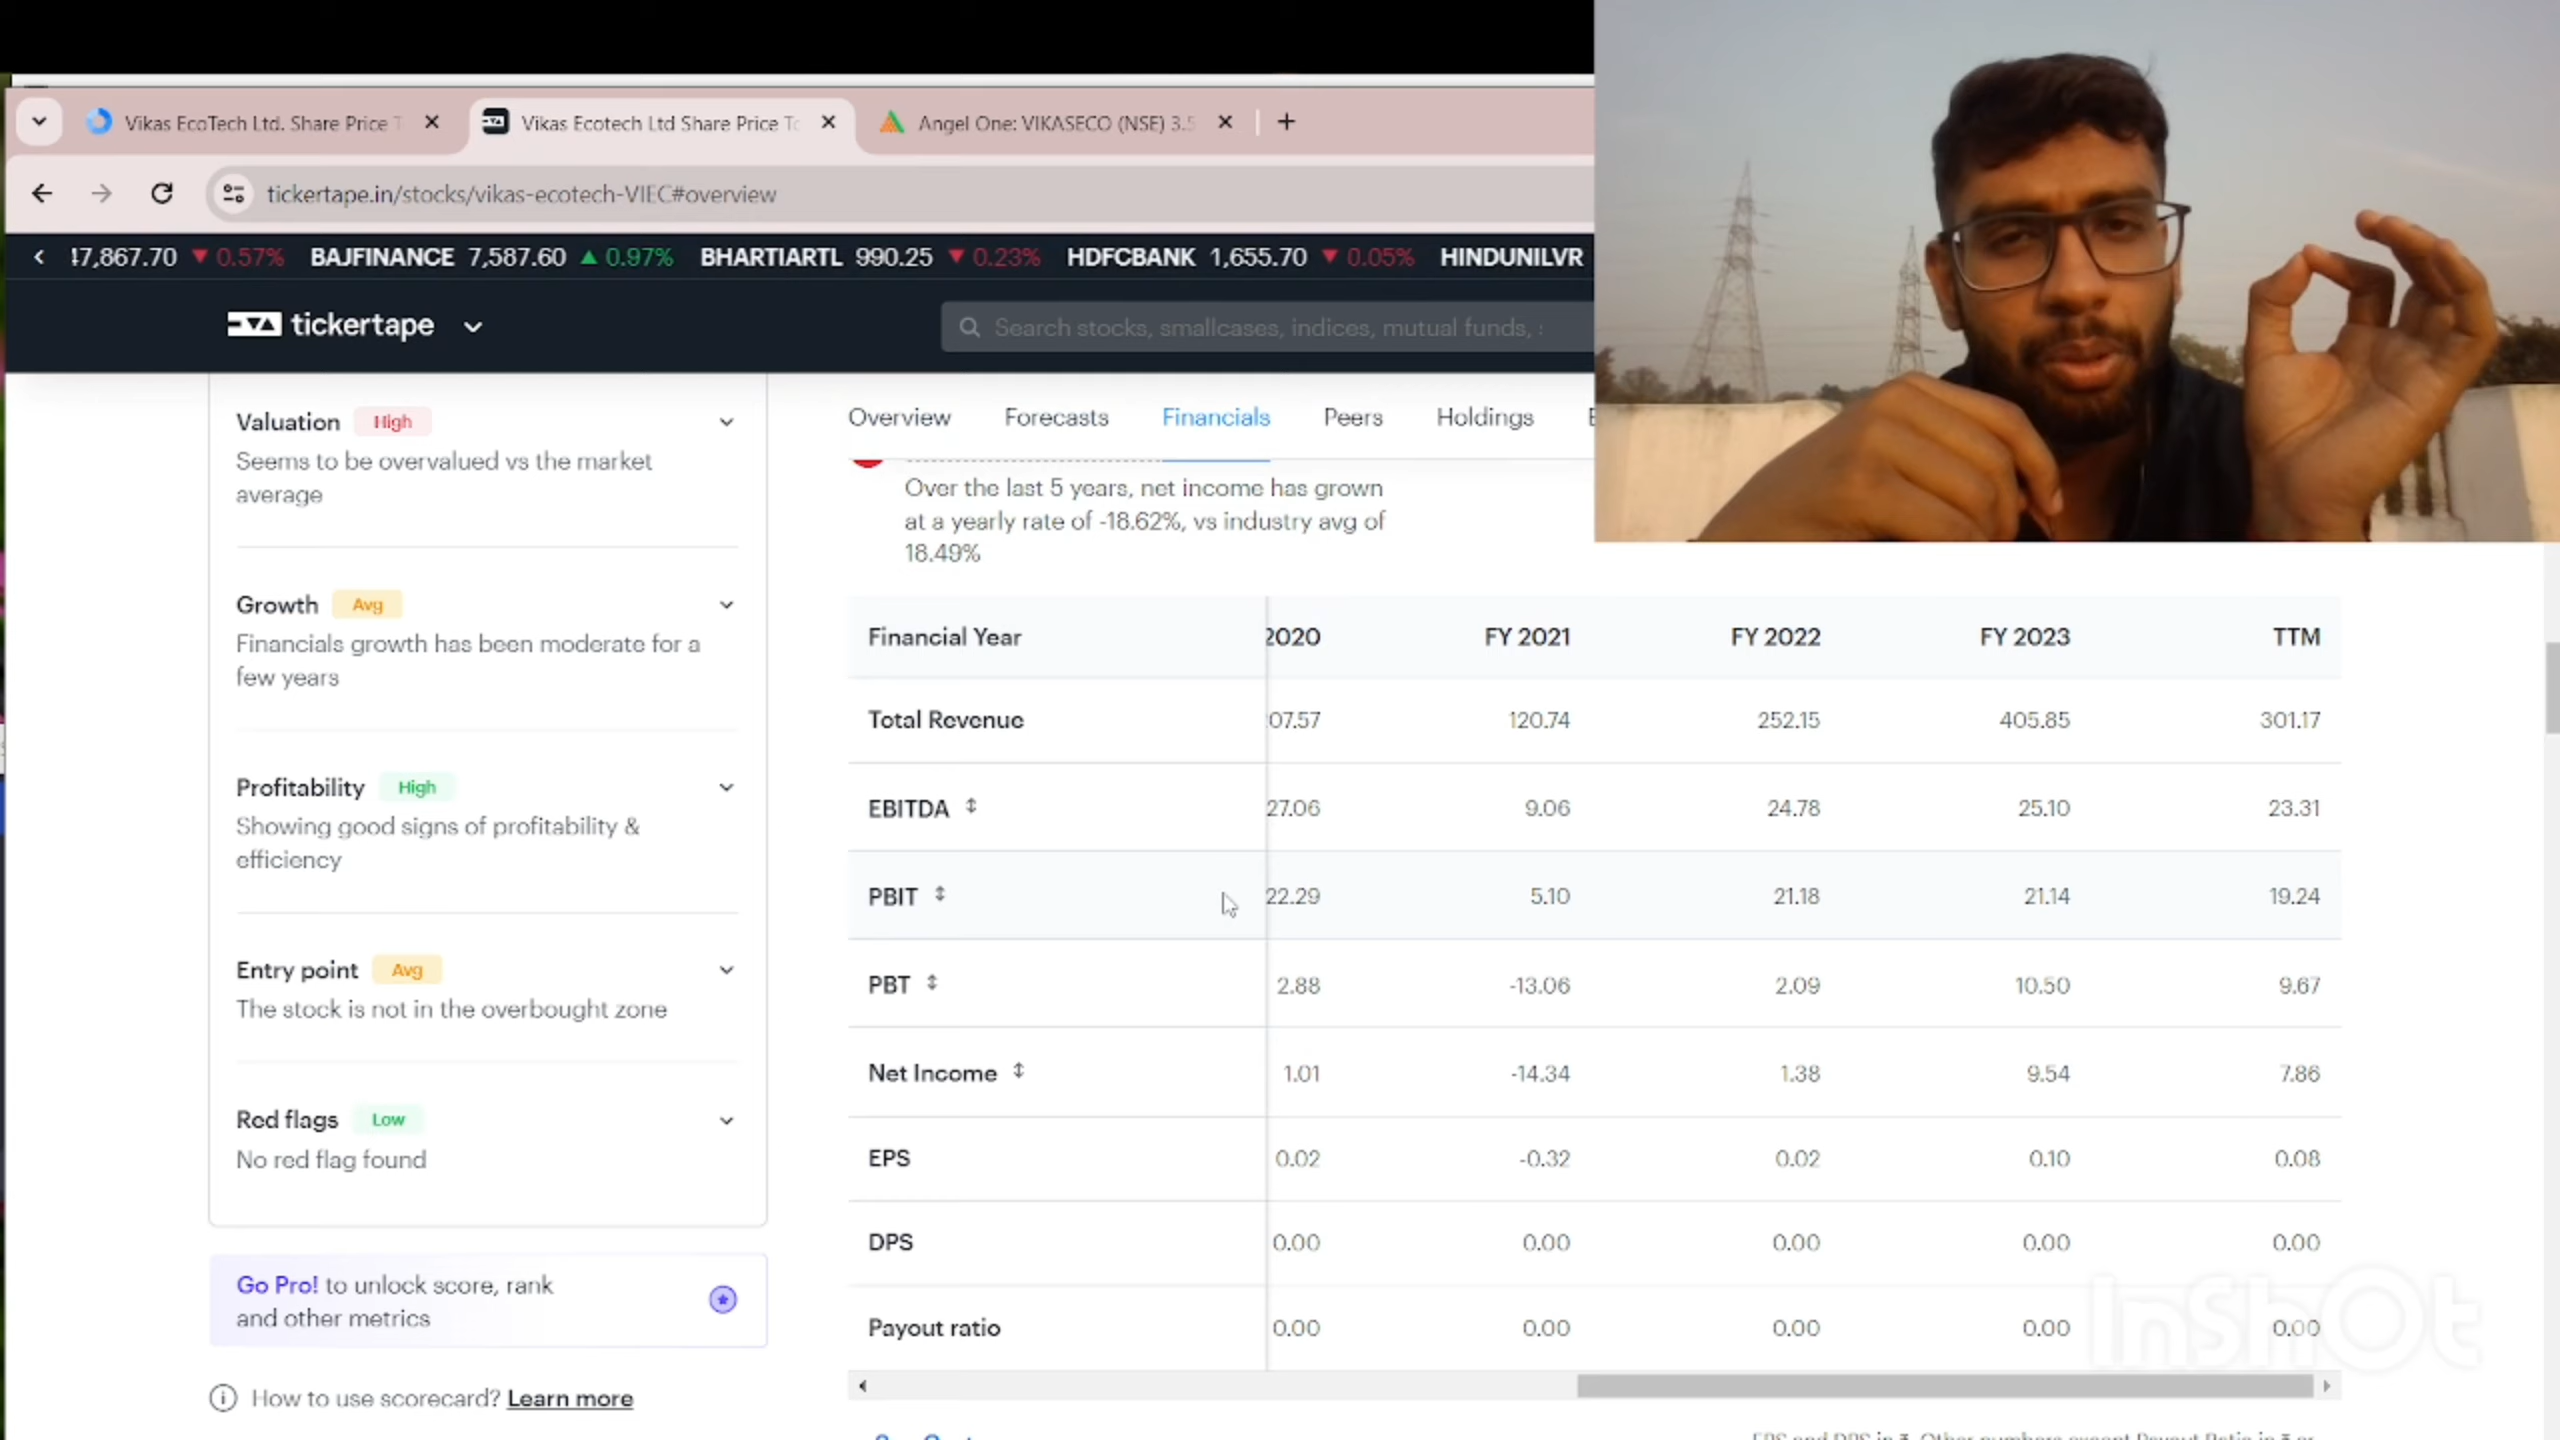 Vikas EcoTech Ltd. Share Price T
Vikas Ecotech Ltd Share Price To
Angel One: VIKASECO (NSE) 3.5
tickertape.in/stocks/vikas-ecotech-VIEC#overview
47,867.70 ▼ 0.57% BAJFINANCE 7,587.60 ▲ 0.97% BHARTIARTL 990.25 ▼ 0.23% HDFCBANK 1,655.70 ▼ 0.05% HINDUNILVR
tickertape
Search stocks, smallcases, indices, mutual funds,
Valuation High
Seems to be overvalued vs the market
average
Growth Avg
Financials growth has been moderate for a
few years
Profitability High
Showing good signs of profitability &
efficiency
Entry point Avg
The stock is not in the overbought zone
Red flags Low
No red flag found
Go Pro! to unlock score, rank
and other metrics
How to use scorecard? Learn more
Overview Forecasts Financials Peers Holdings
Over the last 5 years, net income has grown
at a yearly rate of -18.62%, vs industry avg of
18.49%
Financial Year 2020 FY 2021 FY 2022 FY 2023 TTM
Total Revenue 07.57 120.74 252.15 405.85 301.17
EBITDA 27.06 9.06 24.78 25.10 23.31
PBIT 22.29 5.10 21.18 21.14 19.24
PBT 2.88 -13.06 2.09 10.50 9.67
Net Income 1.01 -14.34 1.38 9.54 7.86
EPS 0.02 -0.32 0.02 0.10 0.08
DPS 0.00 0.00 0.00 0.00 0.00
Payout ratio 0.00 0.00 0.00 0.00 0.00
InShOt